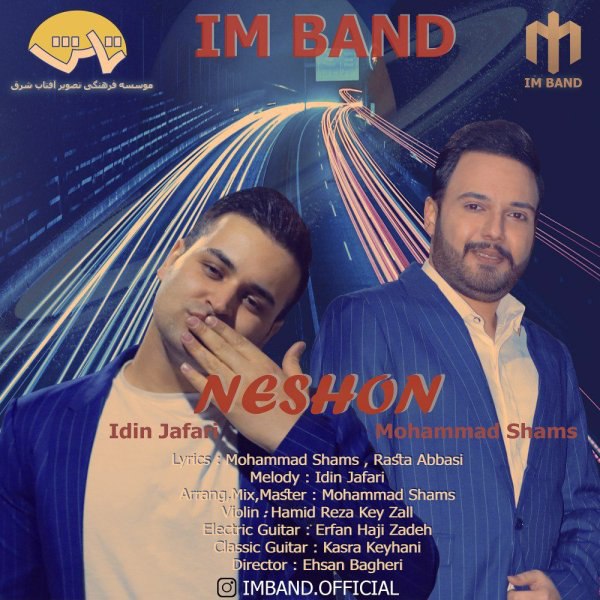 IM BAND
IM BAND
موسسه فرهنگی تصویر آفتاب شرق
NESHON
Idin Jafari
Mohammad Shams
Lyrics : Mohammad Shams , Rasta Abbasi
Melody : Idin Jafari
Arrang.Mix,Master : Mohammad Shams
Violin : Hamid Reza Key Zall
Electric Guitar : Erfan Haji Zadeh
Classic Guitar : Kasra Keyhani
Director : Ehsan Bagheri
IMBAND.OFFICIAL